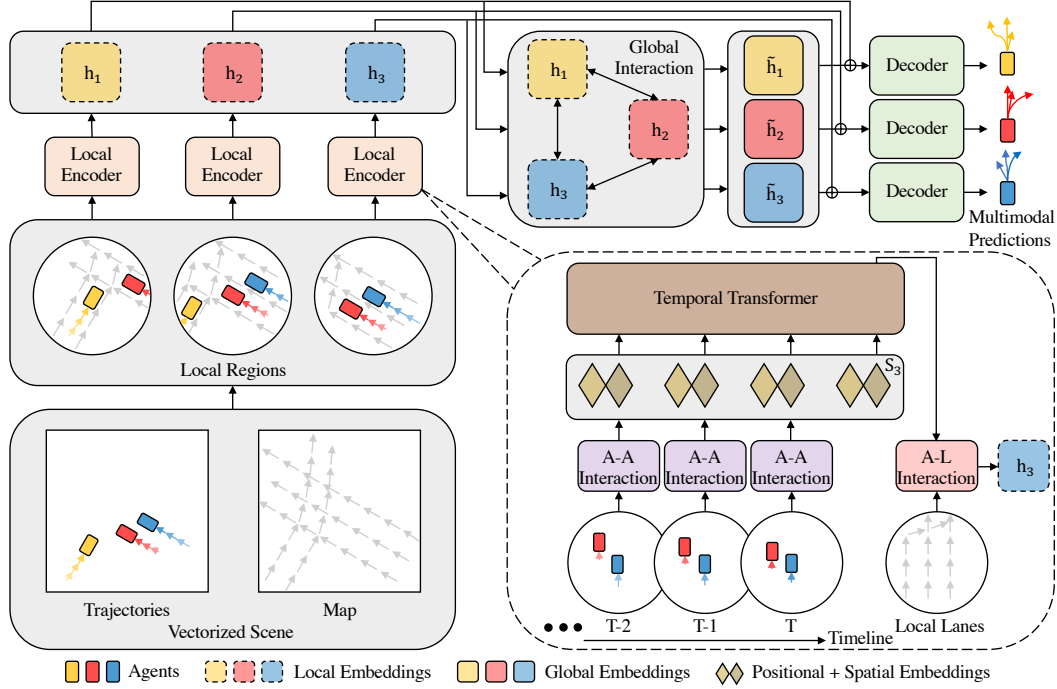 h₁
h₂
h₃
Local
Encoder
Local
Encoder
Local
Encoder
Local Regions
Trajectories
Map
Vectorized Scene
Global
Interaction
h₁
h₂
h₃
h̃₁
h̃₂
h̃₃
Decoder
Decoder
Decoder
Multimodal
Predictions
Temporal Transformer
S₃
A-A
Interaction
A-A
Interaction
A-A
Interaction
A-L
Interaction
h₃
T-2
T-1
T
Local Lanes
Timeline
Agents
Local Embeddings
Global Embeddings
Positional + Spatial Embeddings